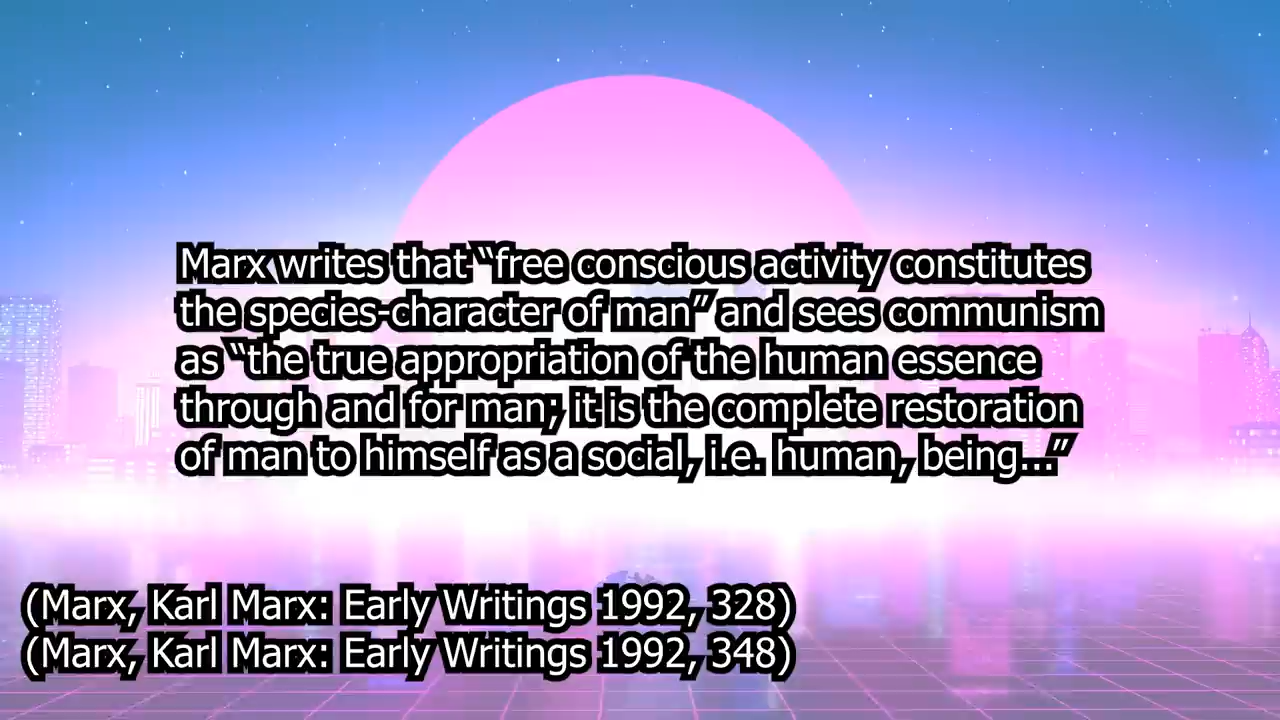 Marx writes that “free conscious activity constitutes
the species-character of man” and sees communism
as “the true appropriation of the human essence
through and for man; it is the complete restoration
of man to himself as a social, i.e. human, being...”
(Marx, Karl Marx: Early Writings 1992, 328)
(Marx, Karl Marx: Early Writings 1992, 348)